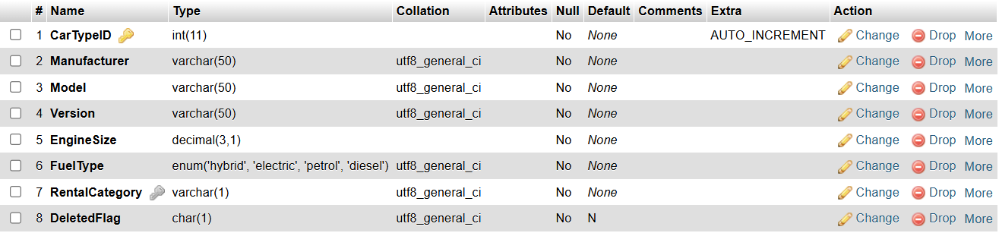 # Name Type Collation Attributes Null Default Comments Extra Action
1 CarTypeID int(11) No None AUTO_INCREMENT Change Drop More
2 Manufacturer varchar(50) utf8_general_ci No None Change Drop More
3 Model varchar(50) utf8_general_ci No None Change Drop More
4 Version varchar(50) utf8_general_ci No None Change Drop More
5 EngineSize decimal(3,1) No None Change Drop More
6 FuelType enum('hybrid', 'electric', 'petrol', 'diesel') utf8_general_ci No None Change Drop More
7 RentalCategory varchar(1) utf8_general_ci No None Change Drop More
8 DeletedFlag char(1) utf8_general_ci No N Change Drop More